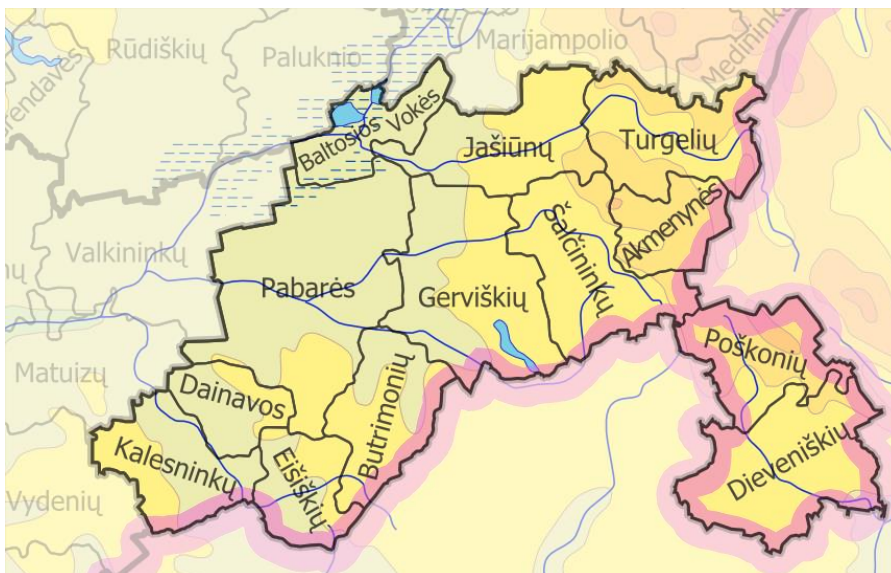 Rūdiškių
Paluknio
Marijampolio
Medininkų
Baltosios Vokės
Jašiūnų
Turgelių
Valkininkų
Akmenynės
Šalčininkų
Pabarės
Gerviškių
Poškonių
Matuizų
Dainavos
Butrimonių
Kalesninkų
Eišiškių
Dieveniškių
Vydenių